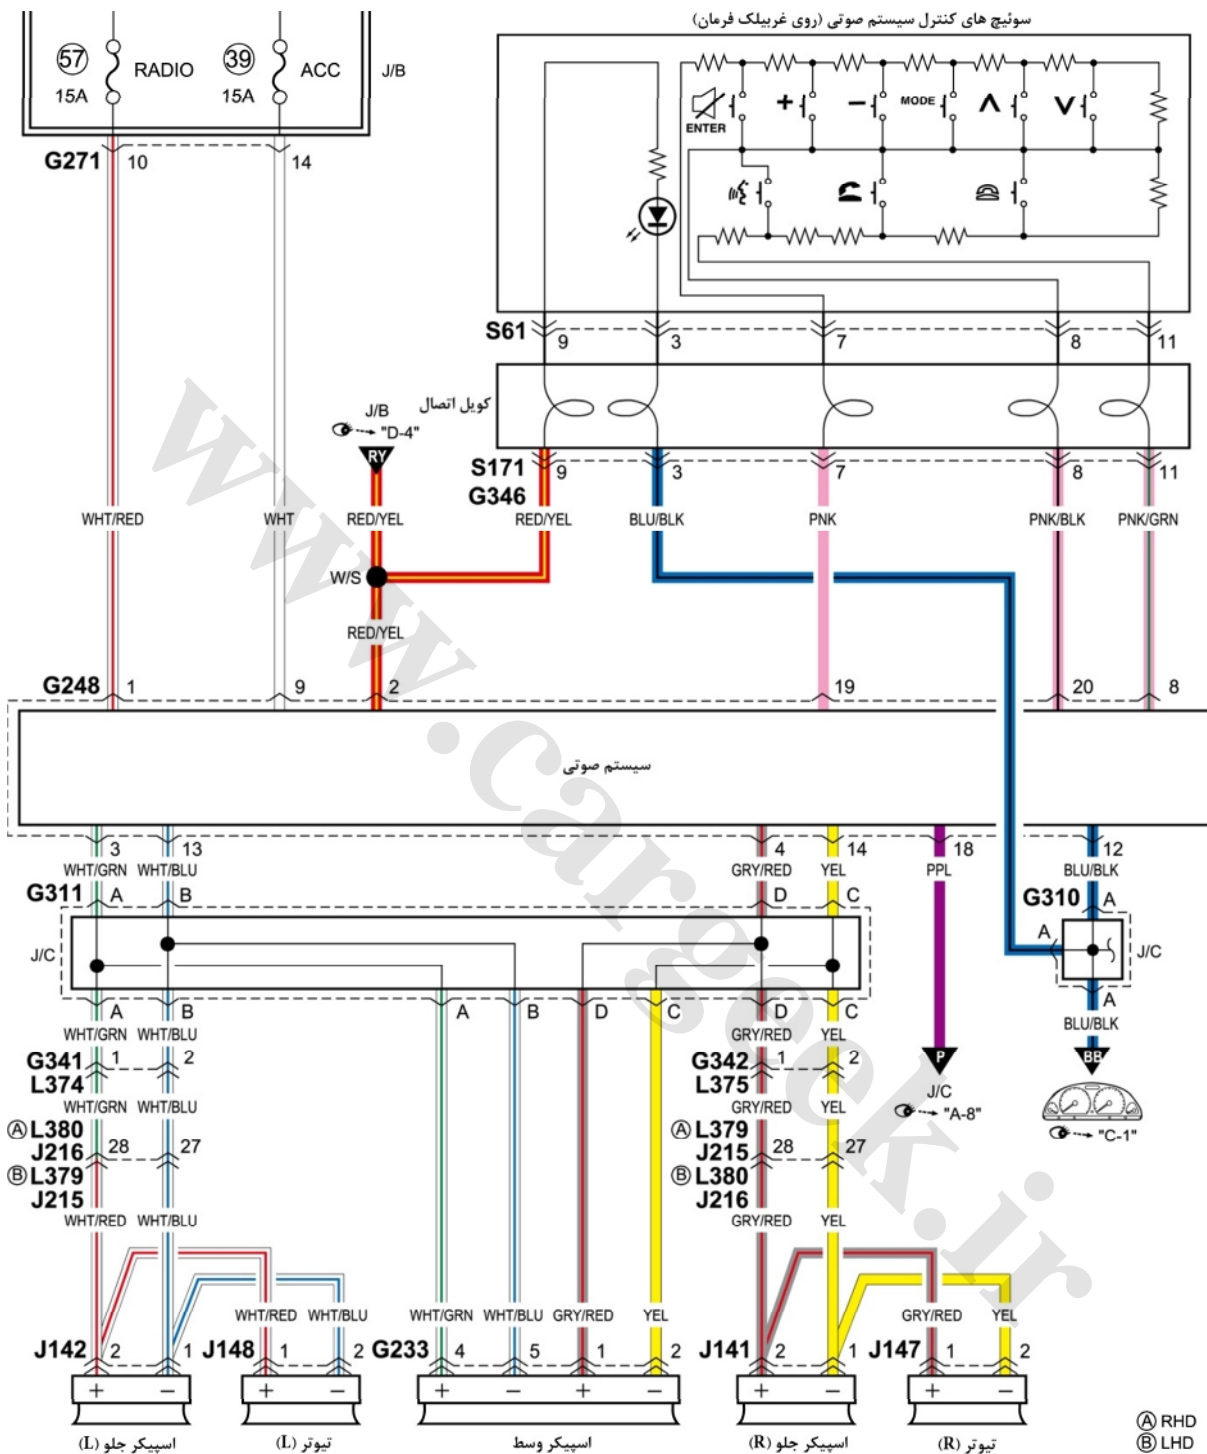 سوئیچ های کنترل سیستم صوتی (روی غربیلک فرمان)
57 RADIO 39 ACC J/B
15A 15A
ENTER + − MODE ∧ ∨
G271 10 14
S61 9 3 7 8 11
کویل اتصال
J/B
"D-4"
RY
S171 9 3 7 8 11
G346
WHT/RED WHT RED/YEL RED/YEL BLU/BLK PNK PNK/BLK PNK/GRN
W/S
RED/YEL
G248 1 9 2 19 20 8
سیستم صوتی
3 13 4 14 18 12
WHT/GRN WHT/BLU GRY/RED YEL PPL BLU/BLK
G311 A B D C G310 A
J/C A J/C
A B A B D C D C A
WHT/GRN WHT/BLU GRY/RED YEL BLU/BLK
G341 1 2 G342 1 2 P BB
L374 L375
J/C
WHT/GRN WHT/BLU GRY/RED YEL "A-8"
"C-1"
A L380 28 27 A L379 28 27
J216 J215
B L379 B L380
J215 J216
WHT/RED WHT/BLU GRY/RED YEL
WHT/RED WHT/BLU WHT/GRN WHT/BLU GRY/RED YEL GRY/RED YEL
J142 2 1 J148 1 2 G233 4 5 1 2 J141 2 1 J147 1 2
+ − + − + − + − + − + −
اسپیکر جلو (L) تیوتر (L) اسپیکر وسط اسپیکر جلو (R) تیوتر (R)
A RHD
B LHD
www.cargeek.ir